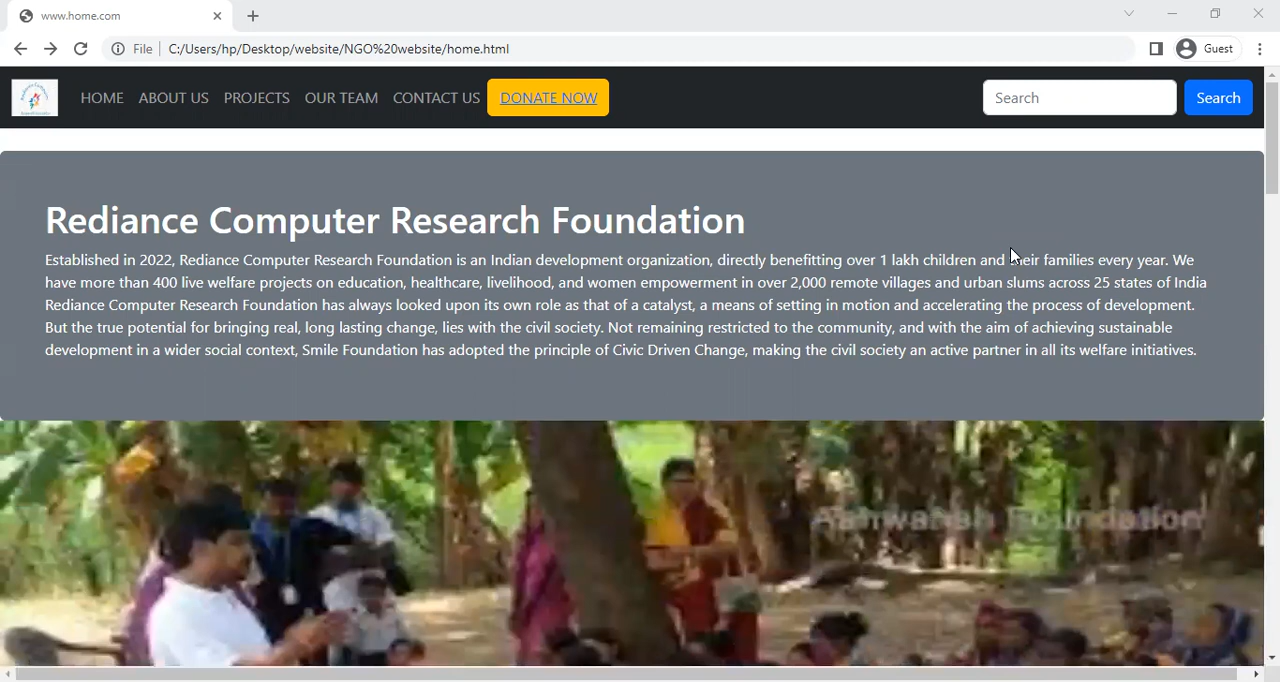 www.home.com
File C:/Users/hp/Desktop/website/NGO%20website/home.html
Guest
HOME ABOUT US PROJECTS OUR TEAM CONTACT US DONATE NOW Search Search
Rediance Computer Research Foundation
Established in 2022, Rediance Computer Research Foundation is an Indian development organization, directly benefitting over 1 lakh children and their families every year. We
have more than 400 live welfare projects on education, healthcare, livelihood, and women empowerment in over 2,000 remote villages and urban slums across 25 states of India
Rediance Computer Research Foundation has always looked upon its own role as that of a catalyst, a means of setting in motion and accelerating the process of development.
But the true potential for bringing real, long lasting change, lies with the civil society. Not remaining restricted to the community, and with the aim of achieving sustainable
development in a wider social context, Smile Foundation has adopted the principle of Civic Driven Change, making the civil society an active partner in all its welfare initiatives.
Foundation